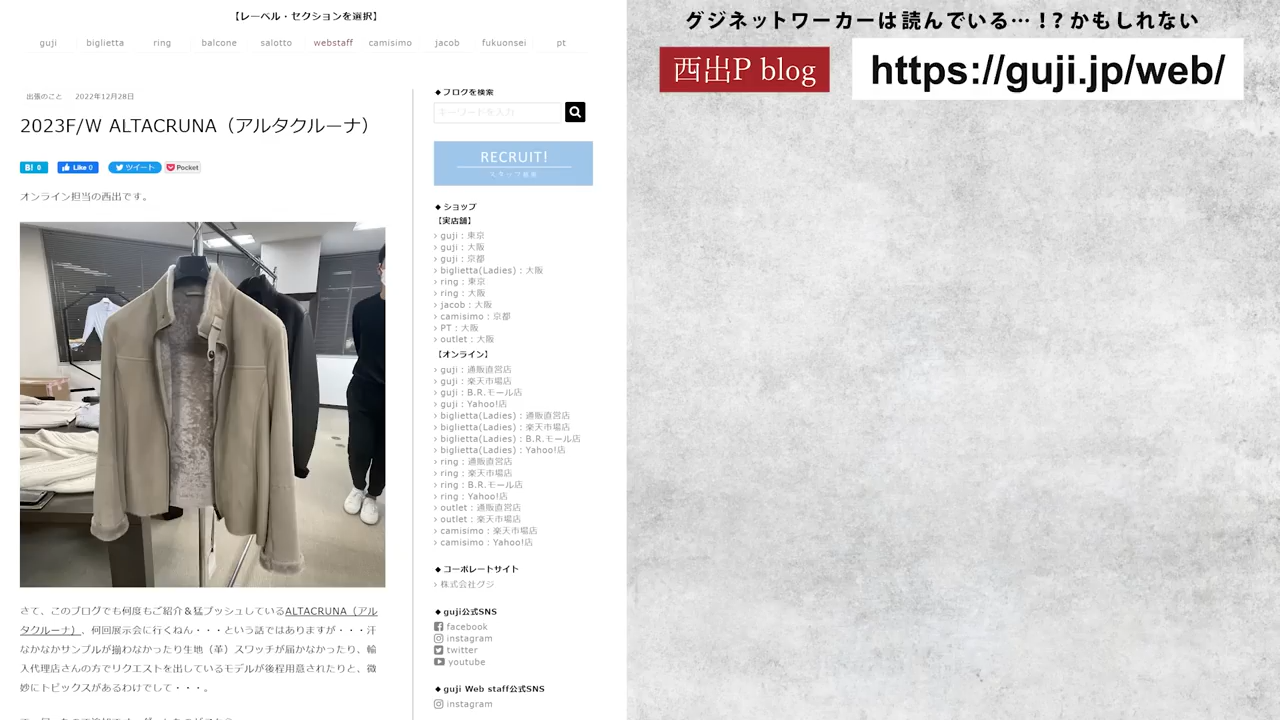 【レーベル・セクションを選択】
guji biglietta ring balcone salotto webstaff camisimo jacob fukuonsei pt
出張のこと 2022年12月28日
2023F/W ALTACRUNA（アルタクルーナ）
B! 0 Like 0 ツイート Pocket
オンライン担当の西出です。
さて、このブログでも何度もご紹介＆猛プッシュしているALTACRUNA（アル
タクルーナ）。何回展示会に行くねん・・・という話ではありますが・・・汗
なかなかサンプルが揃わなかったり生地（革）スワッチが届かなかったり、輸
入代理店さんの方でリクエストを出しているモデルが後程用意されたりと、微
妙にトピックスがあるわけでして・・・。
◆ブログを検索
キーワードを入力
RECRUIT!
スタッフ募集
◆ショップ
【実店舗】
guji：東京
guji：大阪
guji：京都
biglietta(Ladies)：大阪
ring：東京
ring：大阪
jacob：大阪
camisimo：京都
PT：大阪
outlet：大阪
【オンライン】
guji：通販直営店
guji：楽天市場店
guji：B.R.モール店
guji：Yahoo!店
biglietta(Ladies)：通販直営店
biglietta(Ladies)：楽天市場店
biglietta(Ladies)：B.R.モール店
biglietta(Ladies)：Yahoo!店
ring：通販直営店
ring：楽天市場店
ring：B.R.モール店
ring：Yahoo!店
outlet：通販直営店
outlet：楽天市場店
camisimo：楽天市場店
camisimo：Yahoo!店
◆コーポレートサイト
株式会社グジ
◆guji公式SNS
facebook
instagram
twitter
youtube
◆guji Web staff公式SNS
instagram
グジネットワーカーは読んでいる…！？かもしれない
西出P blog
https://guji.jp/web/